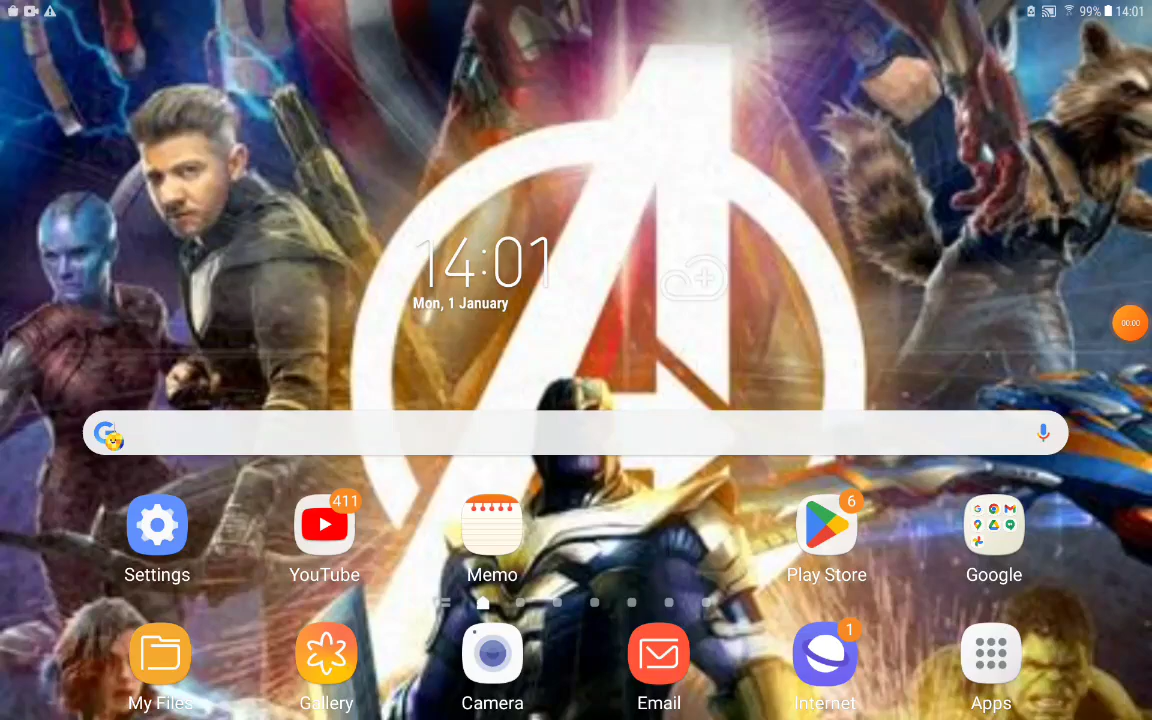 99% 14:01
14:01
Mon, 1 January
00:00
411
6
Settings
YouTube
Memo
Play Store
Google
1
My Files
Gallery
Camera
Email
Internet
Apps